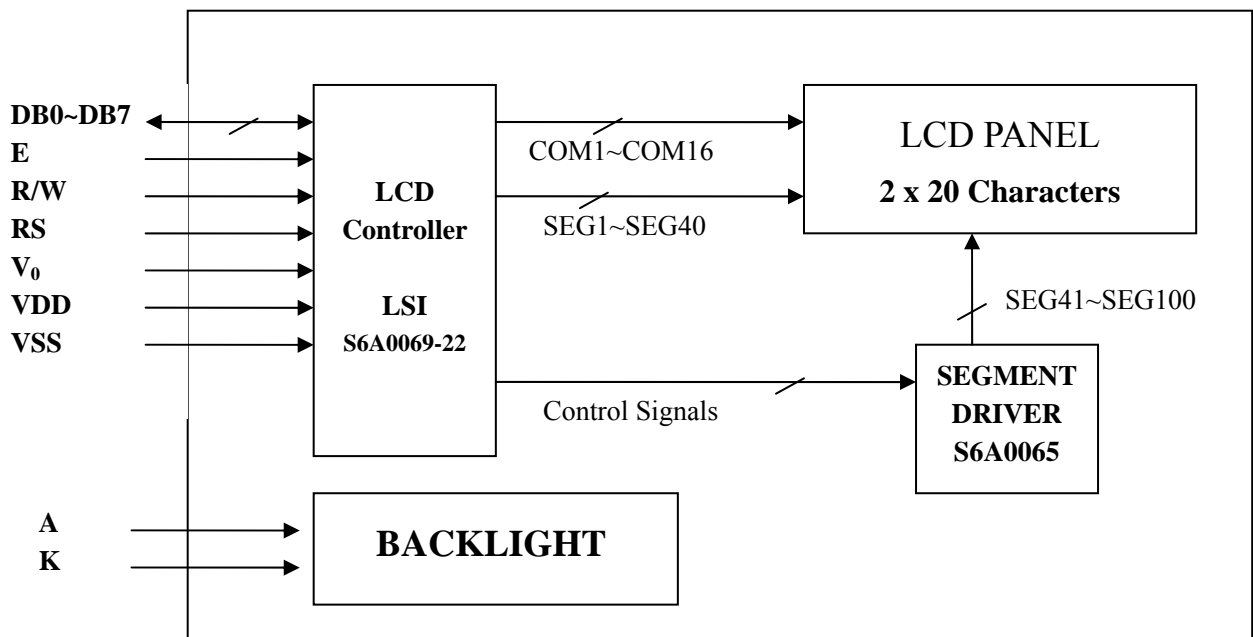 DB0~DB7
E
R/W
RS
V₀
VDD
VSS
LCD
Controller
LSI
S6A0069-22
COM1~COM16
SEG1~SEG40
LCD PANEL
2 x 20 Characters
SEG41~SEG100
Control Signals
SEGMENT
DRIVER
S6A0065
A
K
BACKLIGHT